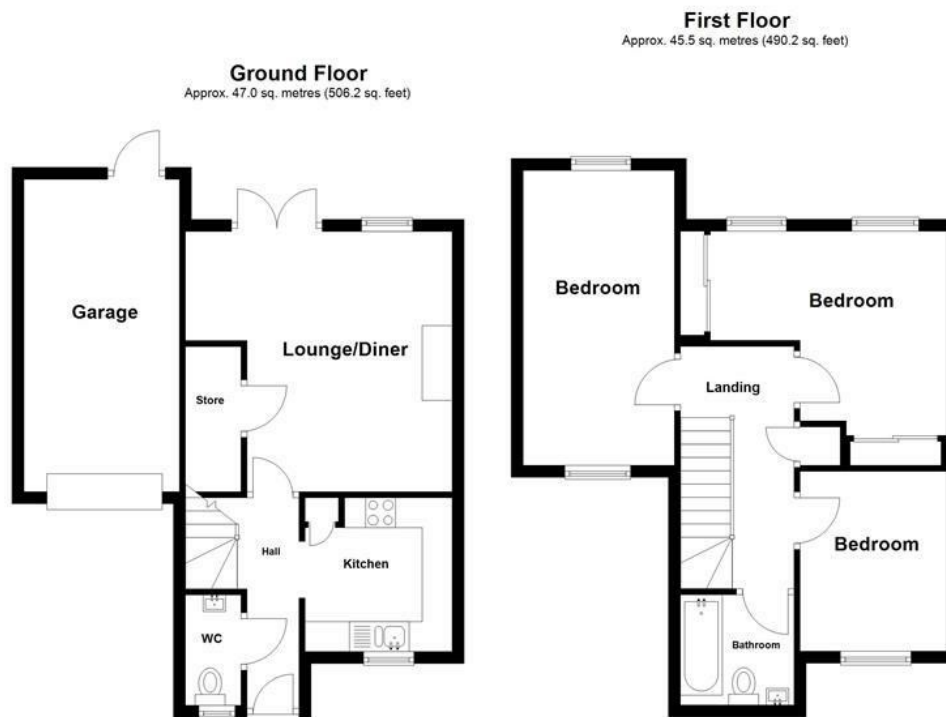 First Floor
Approx. 45.5 sq. metres (490.2 sq. feet)
Ground Floor
Approx. 47.0 sq. metres (506.2 sq. feet)
Garage
Lounge/Diner
Store
Hall
Kitchen
WC
Bedroom
Bedroom
Landing
Bedroom
Bathroom